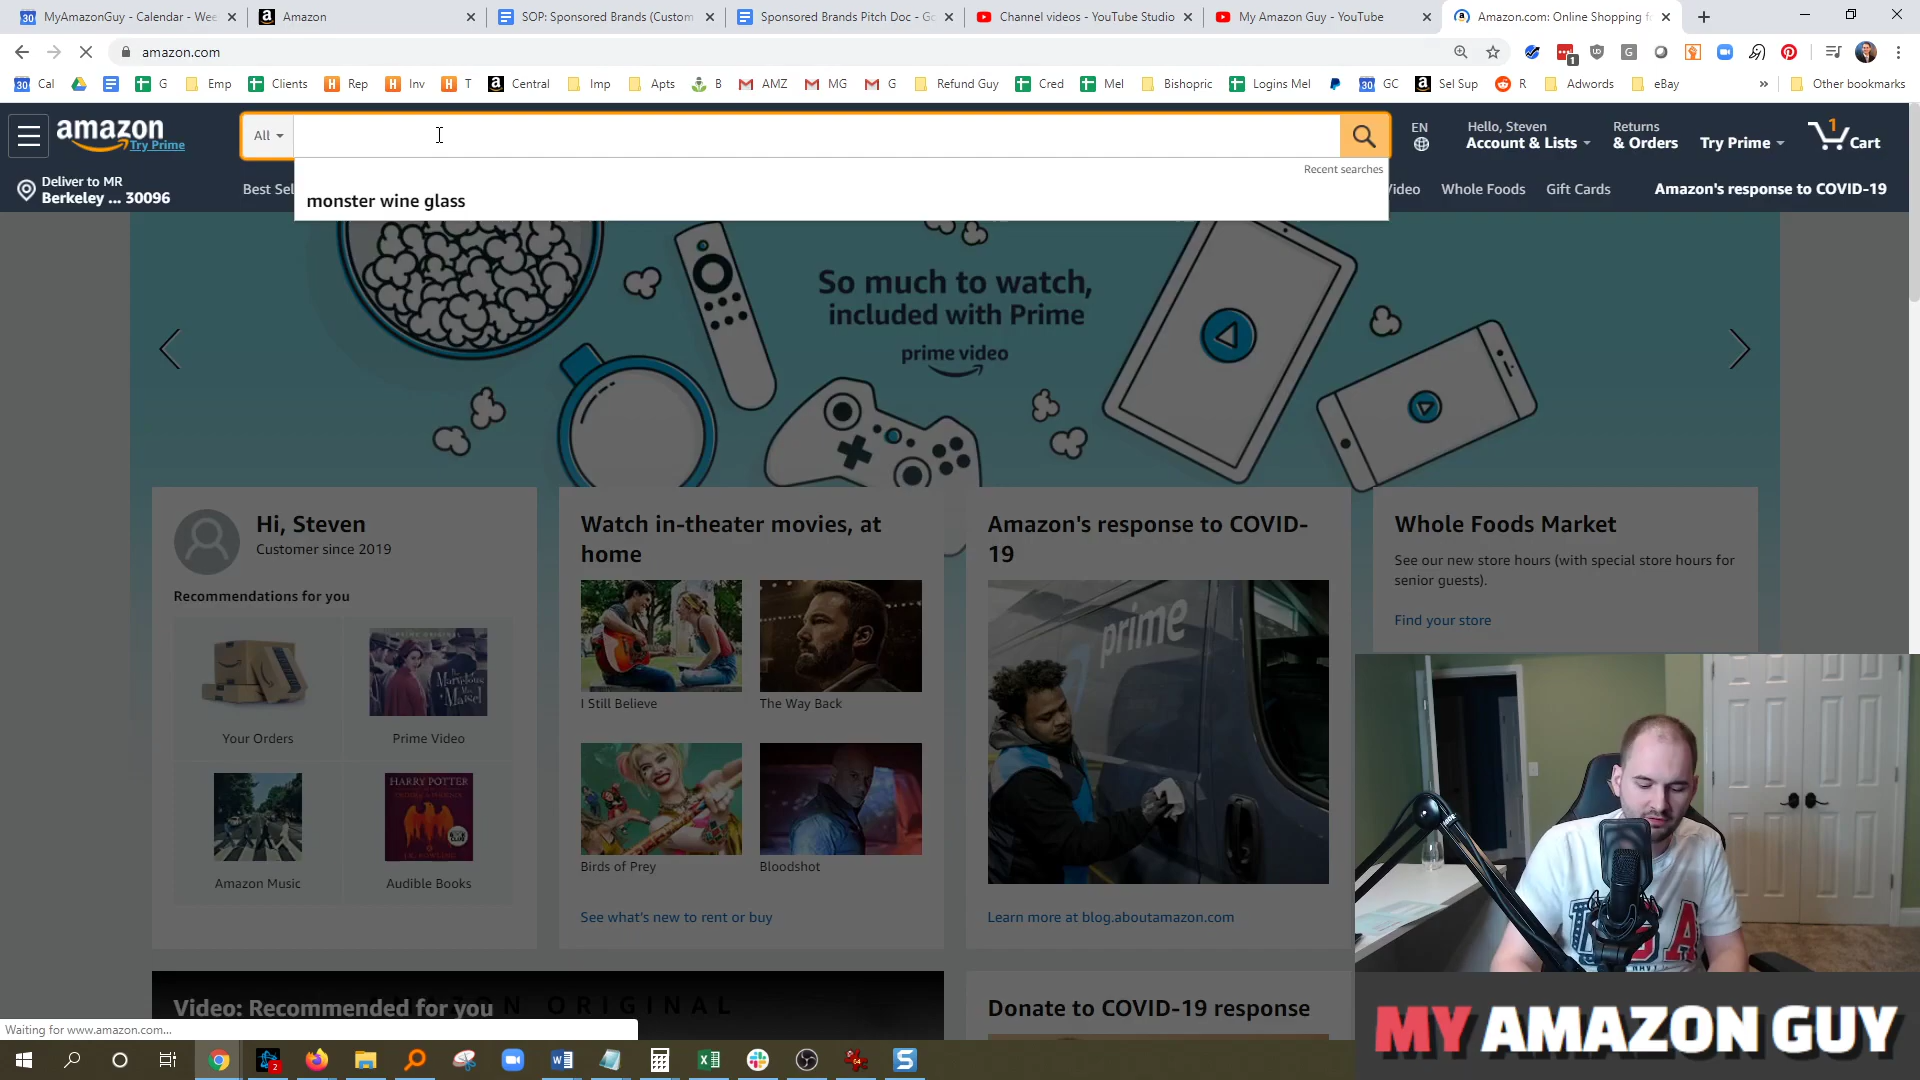 MyAmazonGuy - Calendar - Wee
Amazon
SOP: Sponsored Brands (Custom
Sponsored Brands Pitch Doc - Go
Channel videos - YouTube Studio
My Amazon Guy - YouTube
Amazon.com: Online Shopping f
amazon.com
Cal
G
Emp
Clients
Rep
Inv
T
Central
Imp
Apts
B
AMZ
MG
G
Refund Guy
Cred
Mel
Bishopric
Logins Mel
GC
Sel Sup
R
Adwords
eBay
Other bookmarks
amazon
Try Prime
All
EN
Hello, Steven
Account & Lists
Returns
& Orders
Try Prime
1
Cart
Recent searches
monster wine glass
Deliver to MR
Berkeley ... 30096
Best Sel
Video
Whole Foods
Gift Cards
Amazon's response to COVID-19
So much to watch,
included with Prime
prime video
Hi, Steven
Customer since 2019
Recommendations for you
Your Orders
Prime Video
Amazon Music
HARRY POTTER
Audible Books
Watch in-theater movies, at
home
I Still Believe
The Way Back
Birds of Prey
Bloodshot
See what's new to rent or buy
Amazon's response to COVID-
19
prime
Learn more at blog.aboutamazon.com
Whole Foods Market
See our new store hours (with special store hours for
senior guests).
Find your store
Video: Recommended for you
AMAZON ORIGINAL
Donate to COVID-19 response
Waiting for www.amazon.com...
MY AMAZON GUY